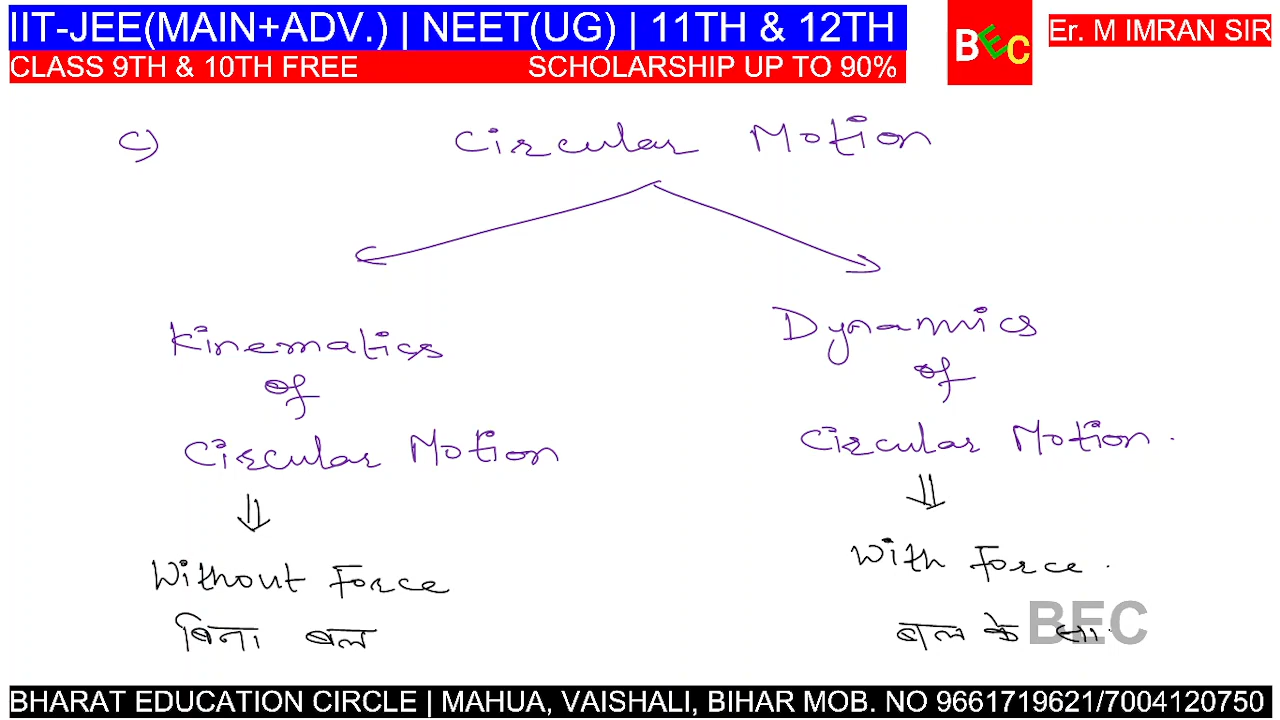 IIT-JEE(MAIN+ADV.) | NEET(UG) | 11TH & 12TH
BEC
Er. M IMRAN SIR
CLASS 9TH & 10TH FREE SCHOLARSHIP UP TO 90%
C) Circular Motion
Kinematics
of
Circular Motion
Without Force
बिना बल
Dynamics
of
Circular Motion.
With Force.
बल के
BEC
BHARAT EDUCATION CIRCLE | MAHUA, VAISHALI, BIHAR MOB. NO 9661719621/7004120750